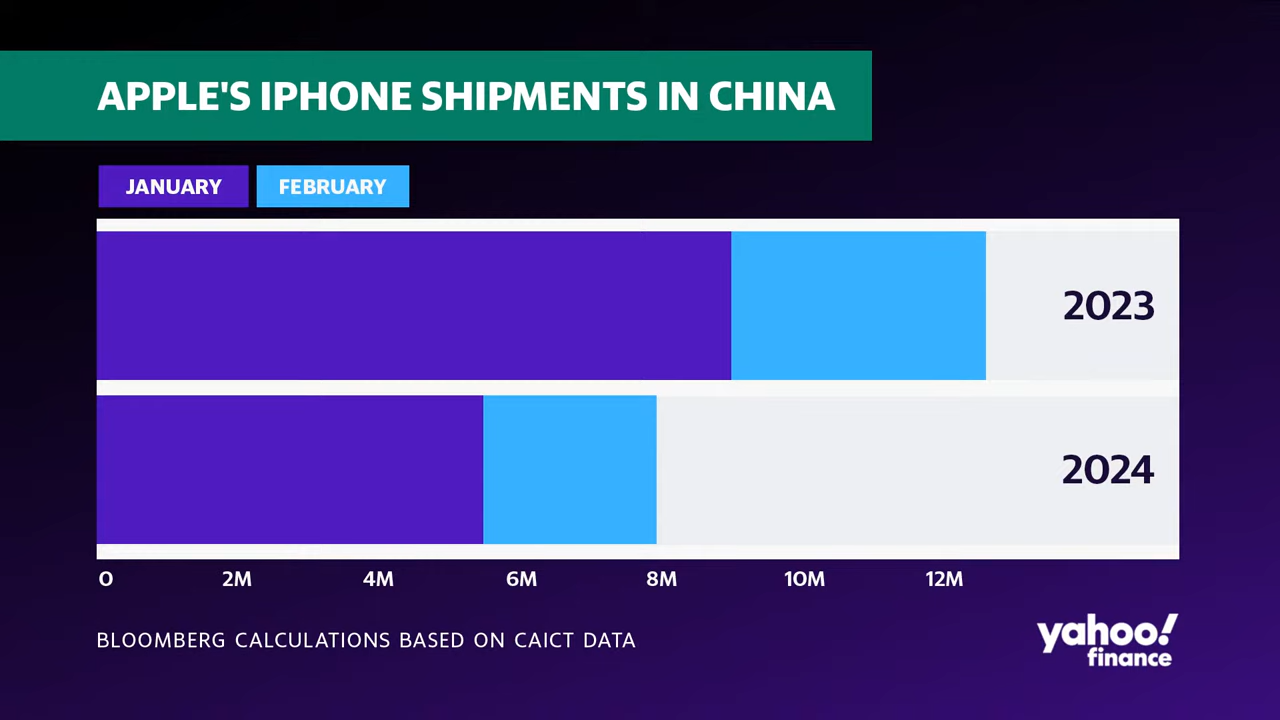 APPLE'S IPHONE SHIPMENTS IN CHINA
JANUARY FEBRUARY
2023
2024
0 2M 4M 6M 8M 10M 12M
BLOOMBERG CALCULATIONS BASED ON CAICT DATA
yahoo!
finance